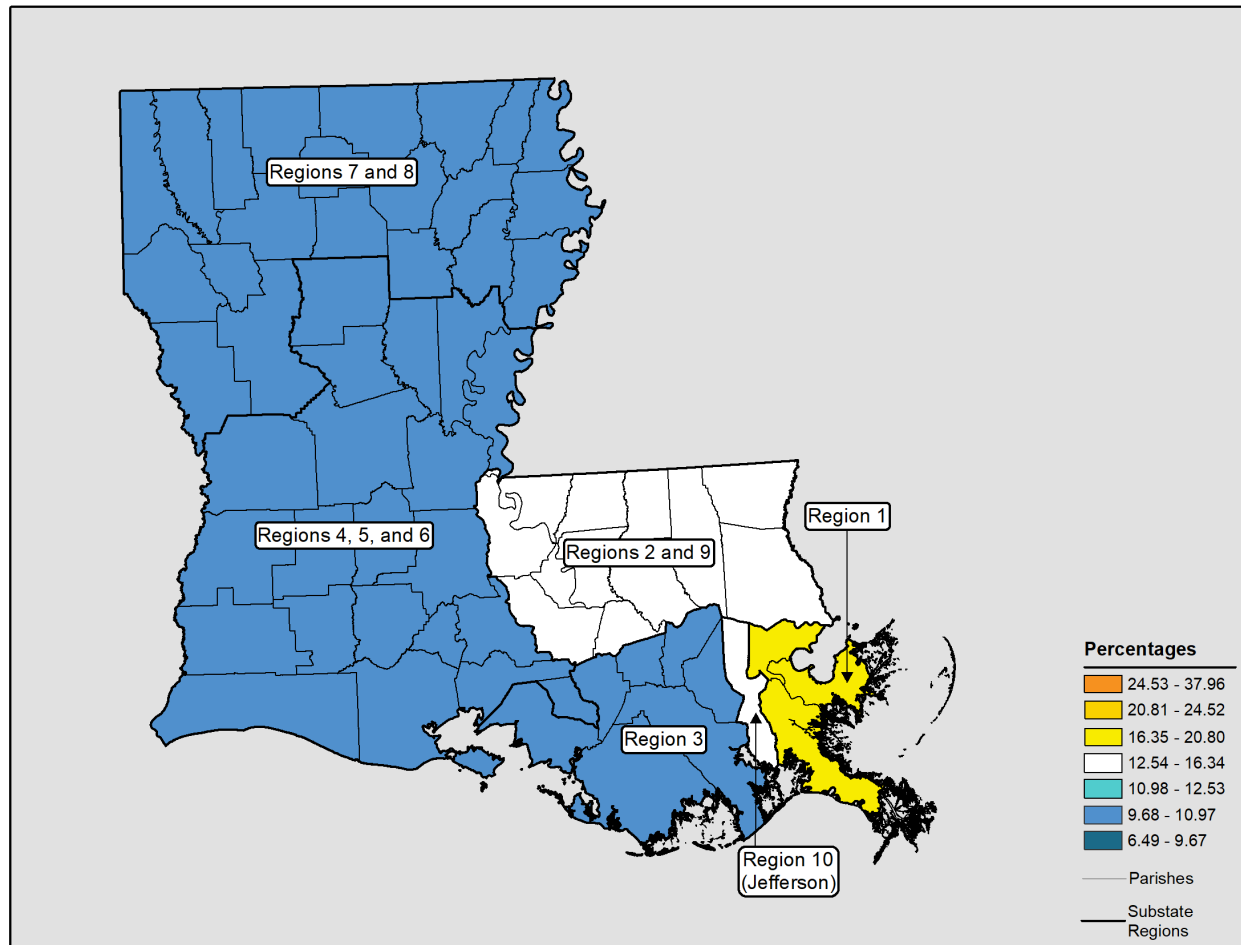 Regions 7 and 8
Region 1
Regions 4, 5, and 6
Regions 2 and 9
Region 3
Region 10
(Jefferson)
Percentages
24.53 - 37.96
20.81 - 24.52
16.35 - 20.80
12.54 - 16.34
10.98 - 12.53
9.68 - 10.97
6.49 - 9.67
Parishes
Substate
Regions